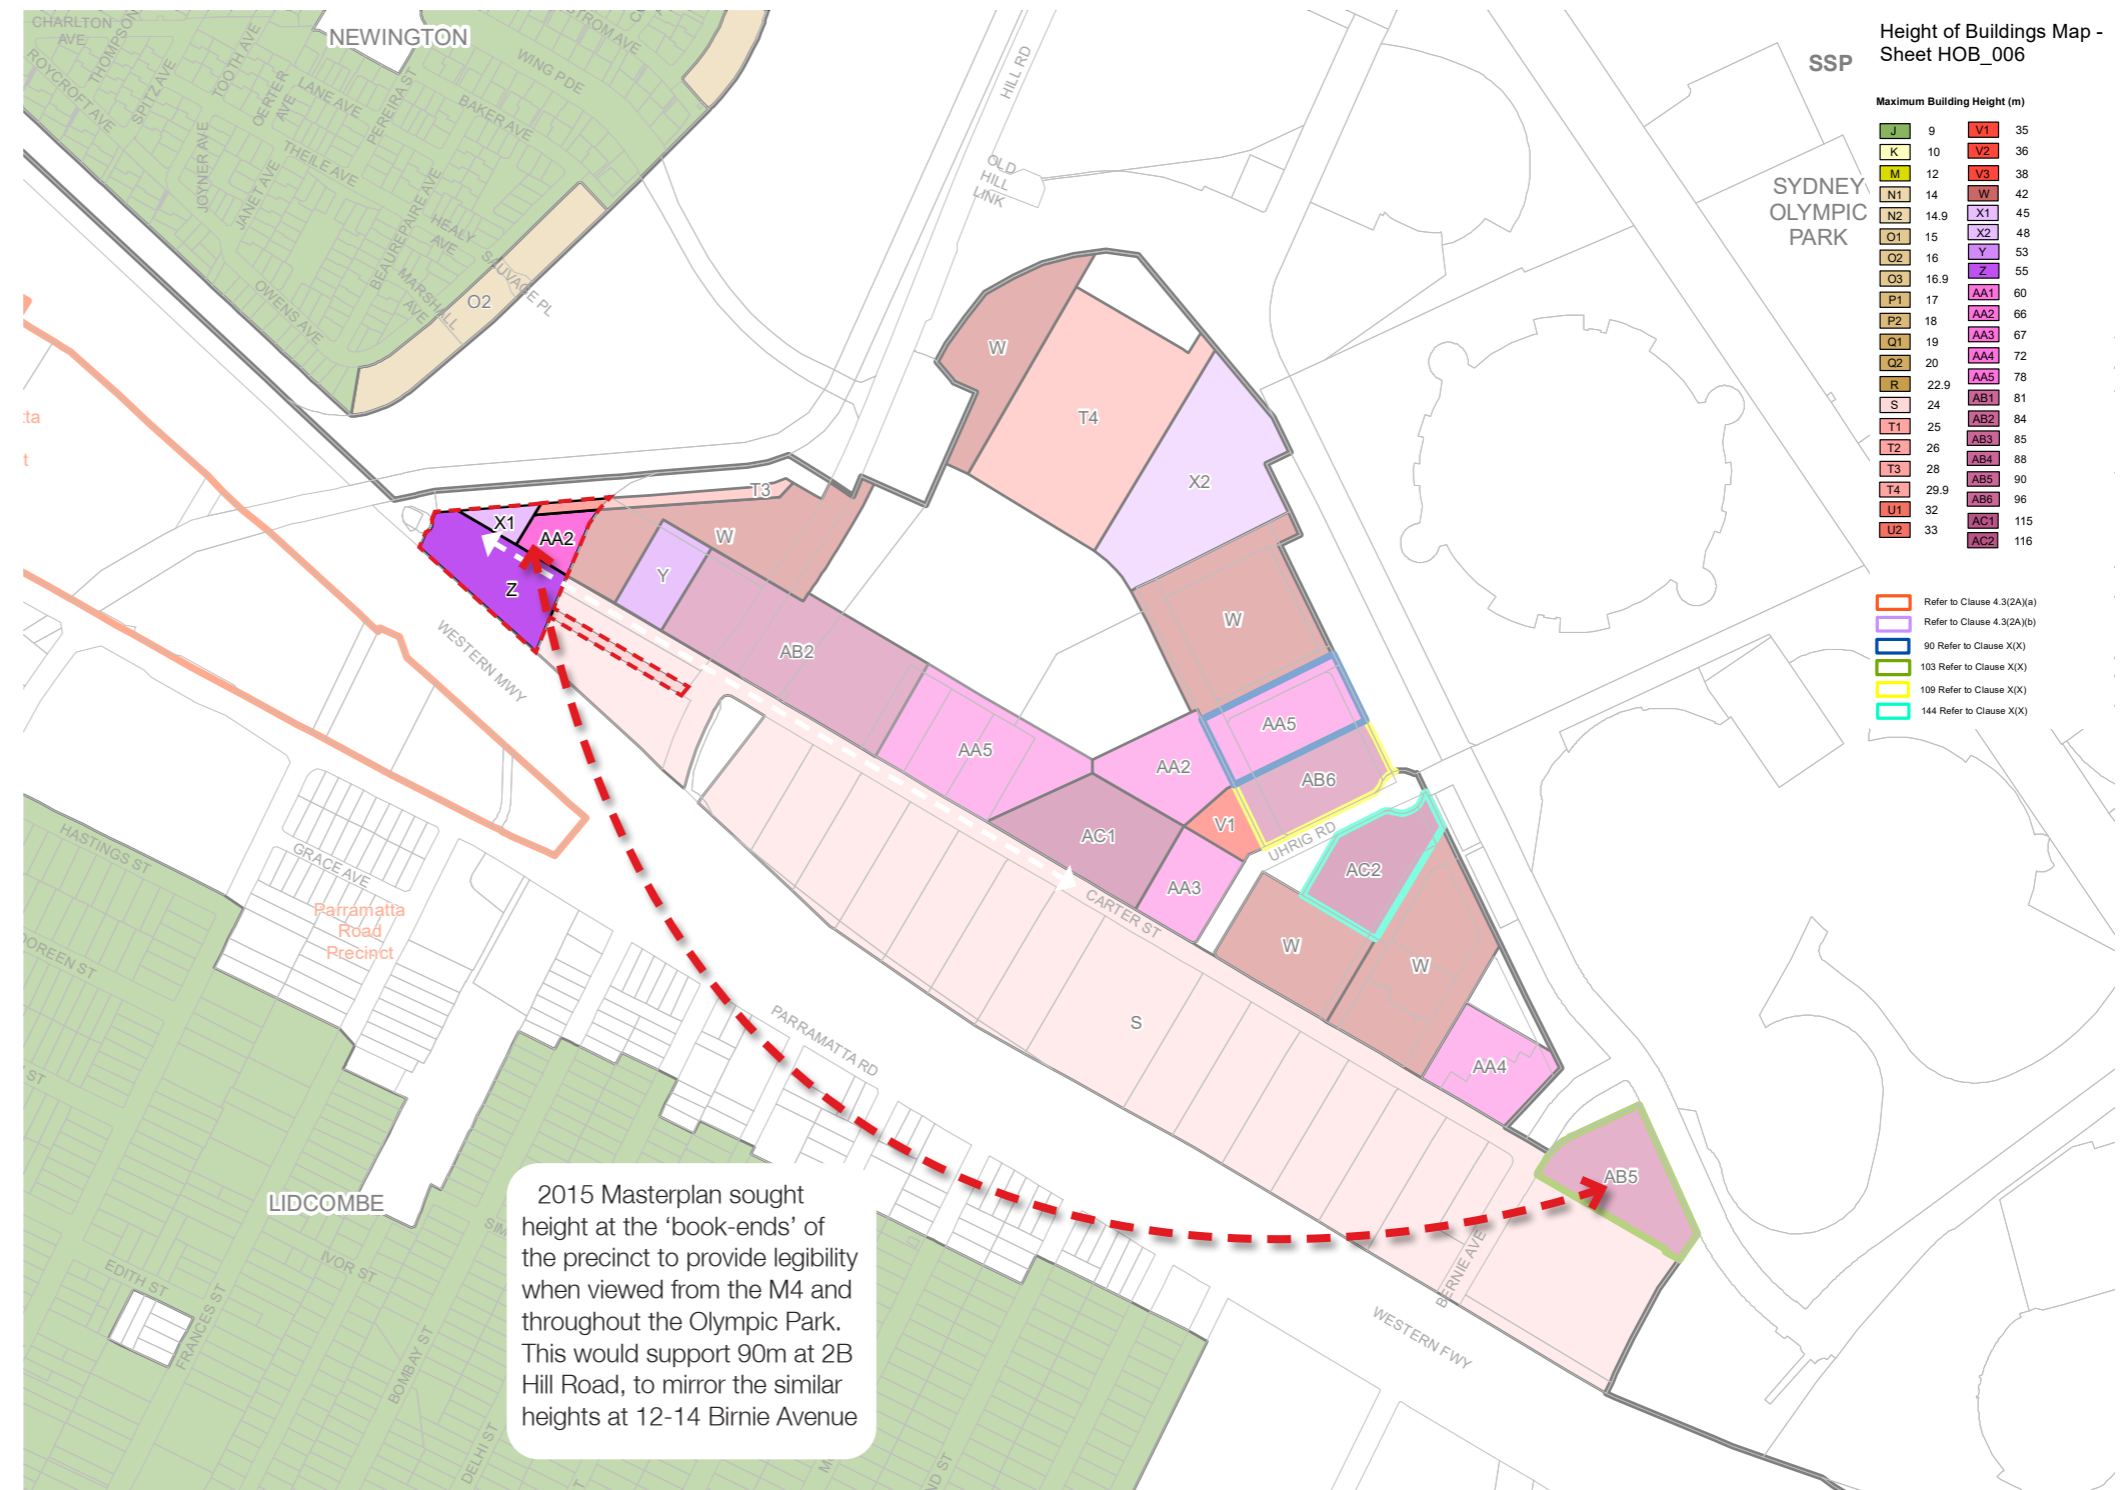 Height of Buildings Map -
Sheet HOB_006
Maximum Building Height (m)
J 9
K 10
M 12
N1 14
N2 14.9
O1 15
O2 16
O3 16.9
P1 17
P2 18
Q1 19
Q2 20
R 22.9
S 24
T1 25
T2 26
T3 28
T4 29.9
U1 32
U2 33
V1 35
V2 36
V3 38
W 42
X1 45
X2 48
Y 53
Z 55
AA1 60
AA2 66
AA3 67
AA4 72
AA5 78
AB1 81
AB2 84
AB3 85
AB4 88
AB5 90
AB6 96
AC1 115
AC2 116
Refer to Clause 4.3(2A)(a)
Refer to Clause 4.3(2A)(b)
90 Refer to Clause X(X)
103 Refer to Clause X(X)
109 Refer to Clause X(X)
144 Refer to Clause X(X)
SSP
SYDNEY
OLYMPIC
PARK
NEWINGTON
CHARLTON
AVE
THOMPSON
ROYCROFT AVE
SPITZ AVE
TOOTH AVE
OERTER
AVE
LANE AVE
PEREIRA ST
WING PDE
BAKER AVE
THEILE AVE
JOYNER AVE
JANET AVE
BEAUREPAIRE AVE
HEALY
AVE
MARSHALL
AVE
SAUVAGE PL
OWENS AVE
O2
HILL RD
OLD
HILL
LINK
W
T4
X2
T3
X1
AA2
W
Y
Z
AB2
W
AA5
AA5
AA2
AB6
V1
AC1
UHRIG RD
AC2
AA3
CARTER ST
W
W
S
AA4
AB5
WESTERN MWY
HASTINGS ST
GRACE AVE
Parramatta
Road
Precinct
PARRAMATTA RD
LIDCOMBE
EDITH ST
FRANCES ST
IVOR ST
BOMBAY ST
DELHI ST
BERNIE AVE
WESTERN FWY
2015 Masterplan sought
height at the ‘book-ends’ of
the precinct to provide legibility
when viewed from the M4 and
throughout the Olympic Park.
This would support 90m at 2B
Hill Road, to mirror the similar
heights at 12-14 Birnie Avenue